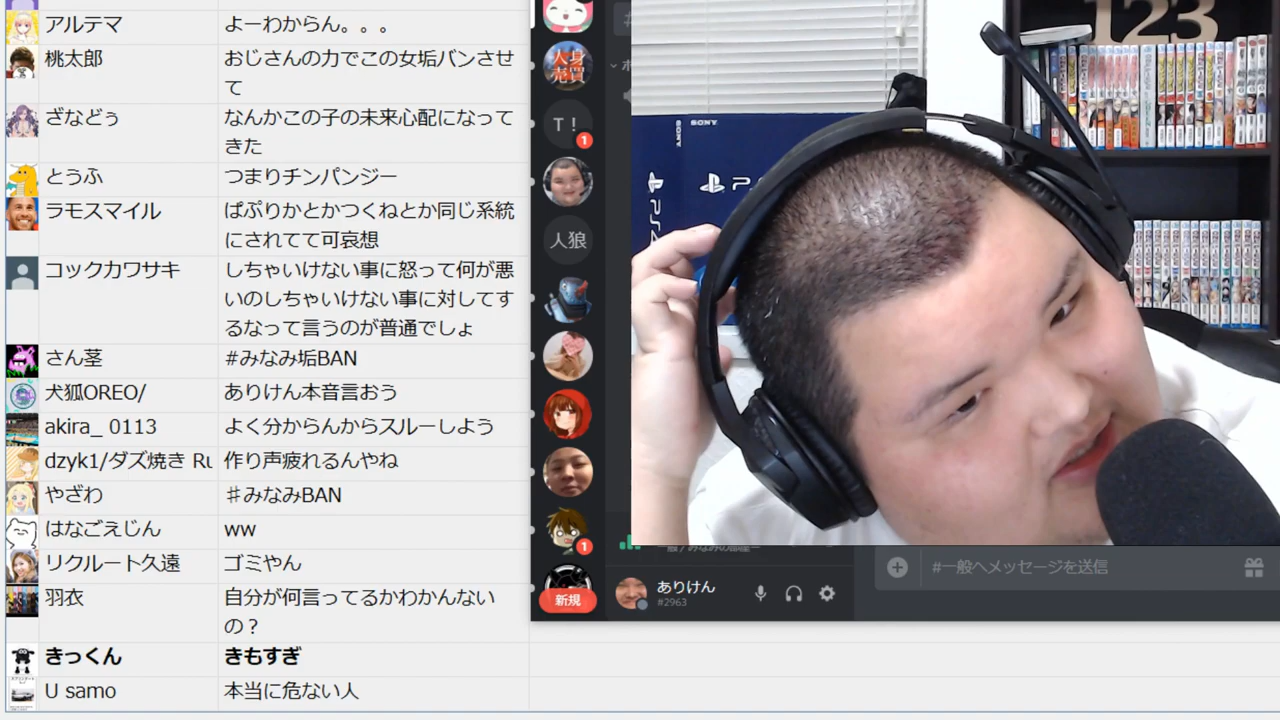 アルテマ よーわからん。。。
桃太郎 おじさんの力でこの女垢バンさせ
て
ざなどぅ なんかこの子の未来心配になって
きた
とうふ つまりチンパンジー
ラモスマイル ぱぷりかとかつくねとか同じ系統
にされてて可哀想
コックカワサキ しちゃいけない事に怒って何が悪
いのしちゃいけない事に対してす
るなって言うのが普通でしょ
さん茎 #みなみ垢BAN
犬狐OREO/ ありけん本音言おう
akira_ 0113 よく分からんからスルーしよう
dzyk1/ダズ焼き Ru 作り声疲れるんやね
やざわ ＃みなみBAN
はなごえじん ww
リクルート久遠 ゴミやん
羽衣 自分が何言ってるかわかんない
の？
きっくん きもすぎ
U samo 本当に危ない人
人身
売買
T！
1
人狼
1
新規
ありけん
#2963
#一般へメッセージを送信
SONY
SONY
PS4
123